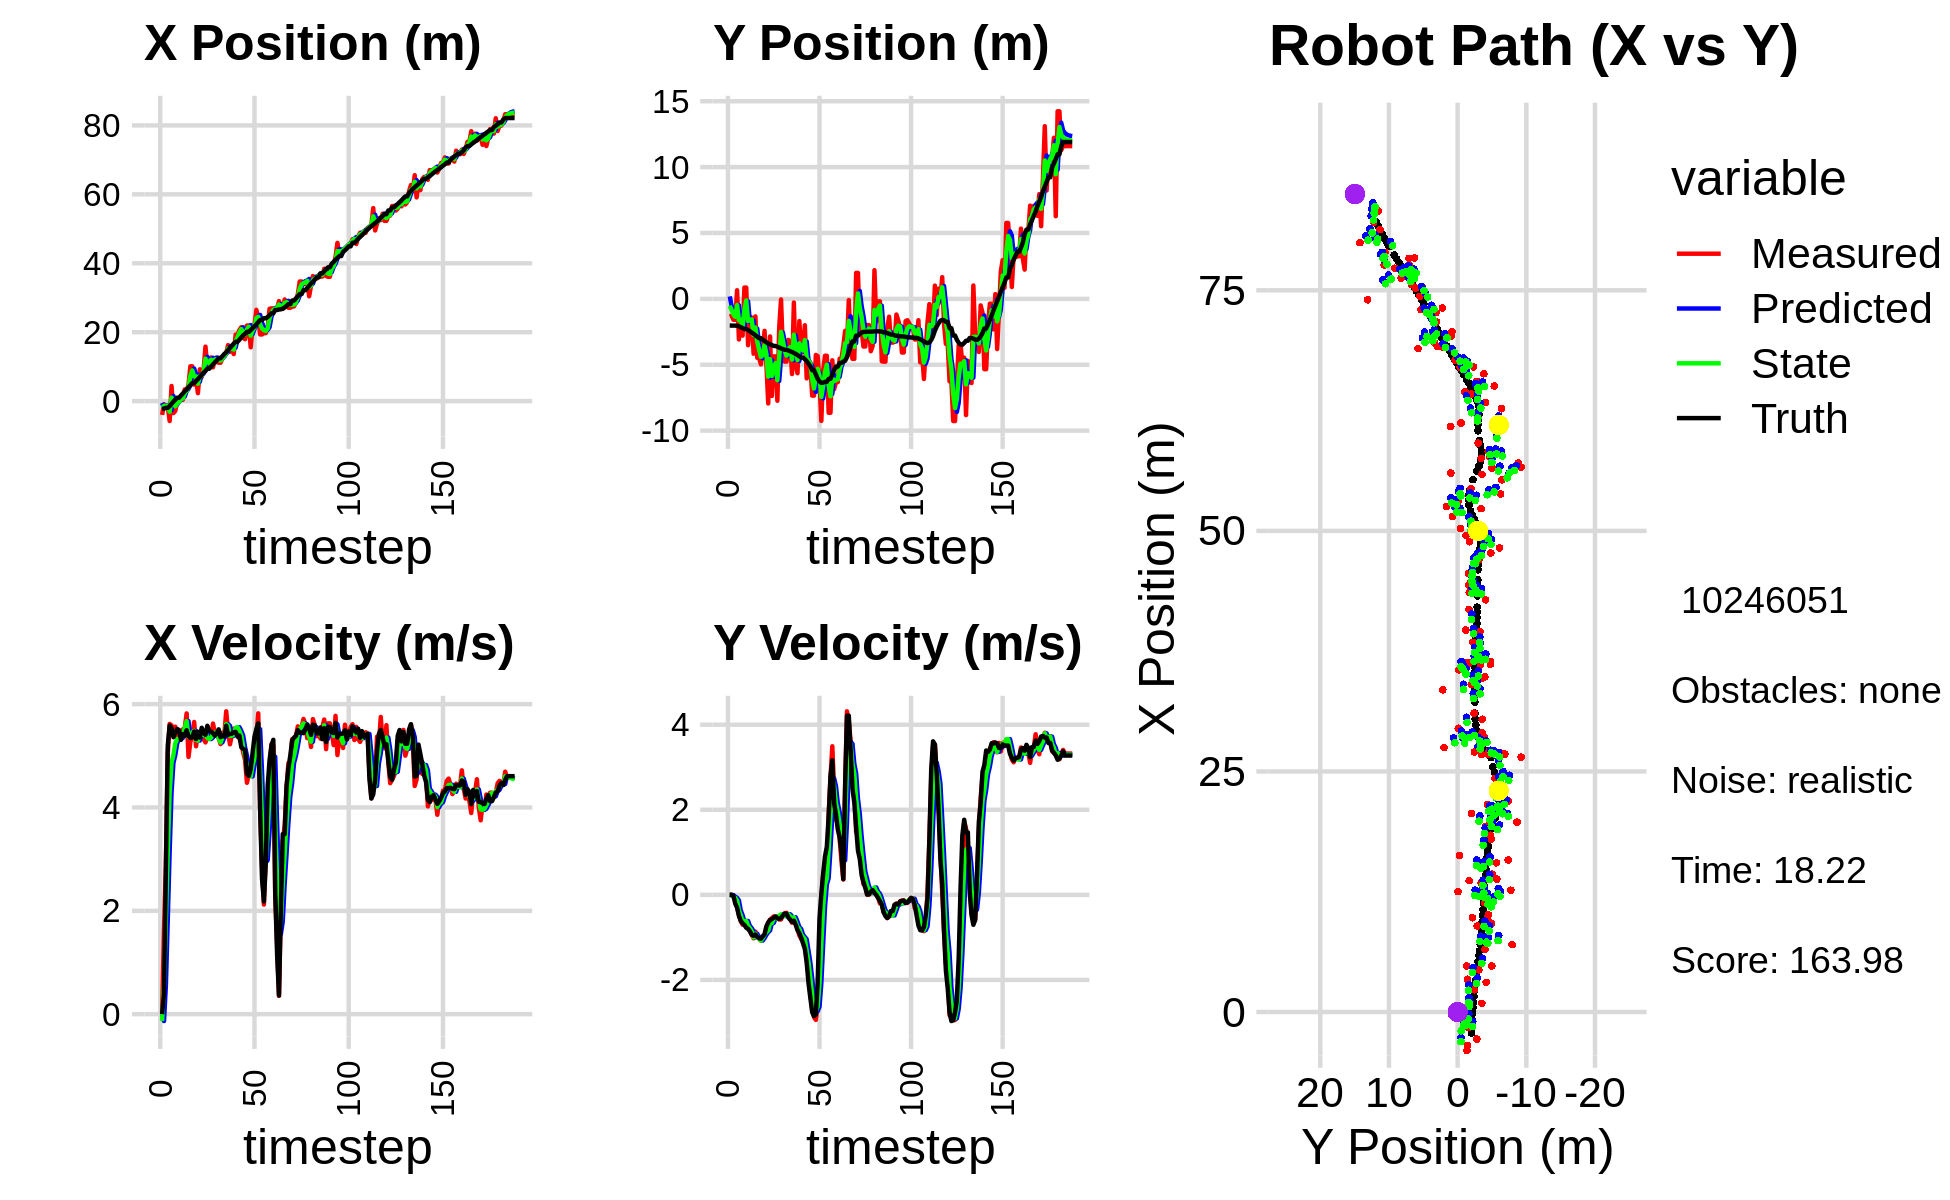 X Position (m)
80
60
40
20
0
0
50
100
150
timestep
Y Position (m)
15
10
5
0
-5
-10
0
50
100
150
timestep
X Velocity (m/s)
6
4
2
0
0
50
100
150
timestep
Y Velocity (m/s)
4
2
0
-2
0
50
100
150
timestep
Robot Path (X vs Y)
X Position (m)
75
50
25
0
20 10 0 -10 -20
Y Position (m)
variable
Measured
Predicted
State
Truth
10246051
Obstacles: none
Noise: realistic
Time: 18.22
Score: 163.98